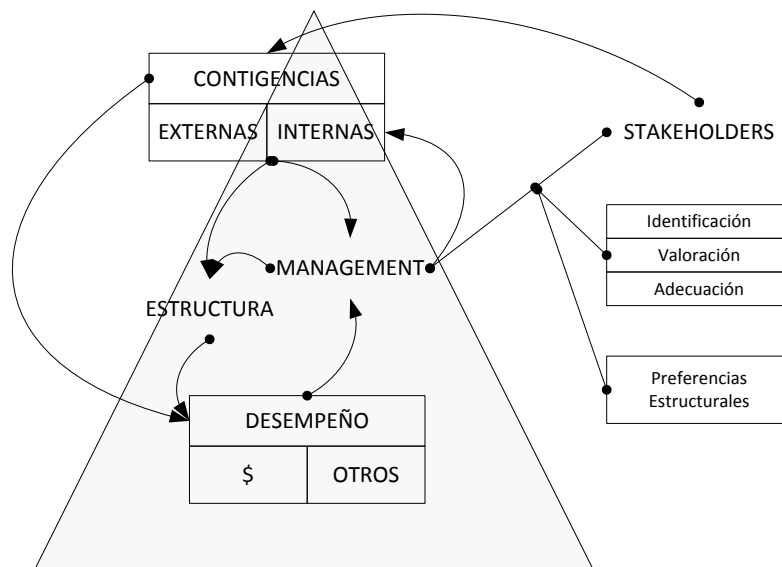 CONTIGENCIAS
EXTERNAS
INTERNAS
STAKEHOLDERS
Identificación
Valoración
Adecuación
MANAGEMENT
ESTRUCTURA
Preferencias
Estructurales
DESEMPEÑO
$
OTROS